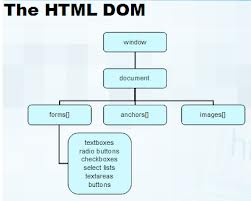 The HTML DOM
window
document
forms[]
anchors[]
images[]
textboxes
radio buttons
checkboxes
select lists
textareas
buttons